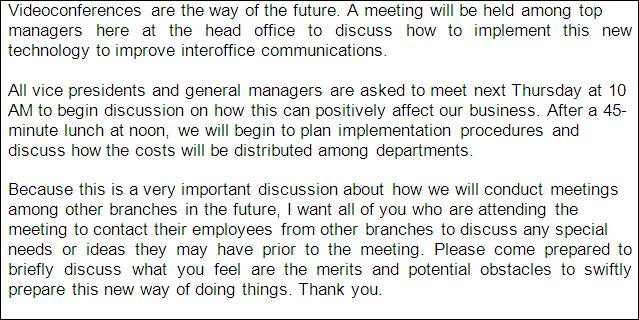 Videoconferences are the way of the future. A meeting will be held among top
managers here at the head office to discuss how to implement this new
technology to improve interoffice communications.
All vice presidents and general managers are asked to meet next Thursday at 10
AM to begin discussion on how this can positively affect our business. After a 45-
minute lunch at noon, we will begin to plan implementation procedures and
discuss how the costs will be distributed among departments.
Because this is a very important discussion about how we will conduct meetings
among other branches in the future, I want all of you who are attending the
meeting to contact their employees from other branches to discuss any special
needs or ideas they may have prior to the meeting. Please come prepared to
briefly discuss what you feel are the merits and potential obstacles to swiftly
prepare this new way of doing things. Thank you.